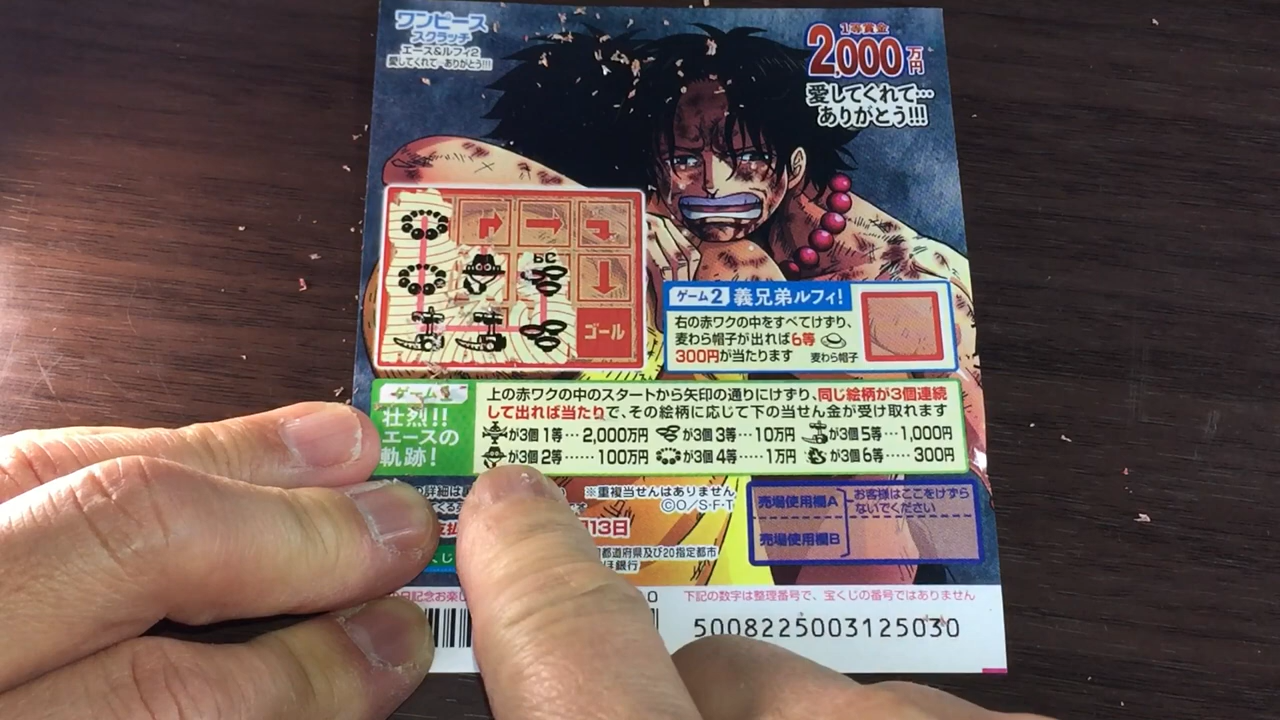 ワンピース
スクラッチ
エース&ルフィ2
愛してくれて…ありがとう!!!
1等賞金
2,000万円
愛してくれて…
ありがとう!!!
bC
ゴール
ゲーム2 義兄弟ルフィ!
右の赤ワクの中をすべてけずり、
麦わら帽子が出れば6等
300円が当たります
麦わら帽子
ゲーム1
壮烈!!
エースの
軌跡!
上の赤ワクの中のスタートから矢印の通りにけずり、同じ絵柄が3個連続
して出れば当たりで、その絵柄に応じて下の当せん金が受け取れます
が3個 1等…2,000万円 が3個 3等…10万円 が3個 5等…1,000円
が3個 2等……100万円 が3個 4等……1万円 が3個 6等……300円
の詳細は
※重複当せんはありません
©O/S・F・T
13日
都道府県及び20指定都市
ほ銀行
売場使用欄A
売場使用欄B
お客様はここをけずら
ないでください
日記念お楽し
0
下記の数字は整理番号で、宝くじの番号ではありません
5008225003125030